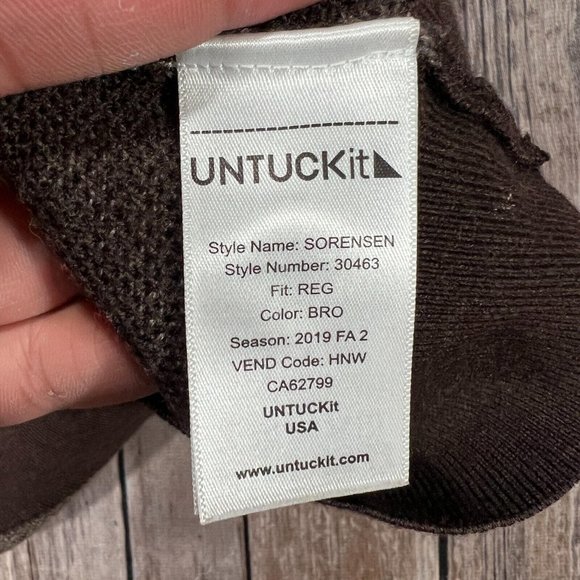 UNTUCKit
Style Name: SORENSEN
Style Number: 30463
Fit: REG
Color: BRO
Season: 2019 FA 2
VEND Code: HNW
CA62799
UNTUCKit
USA
www.untuckit.com